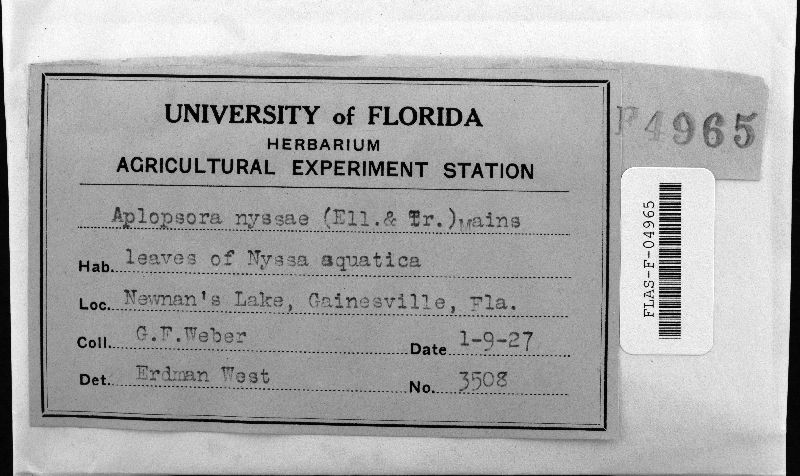 UNIVERSITY of FLORIDA
HERBARIUM
AGRICULTURAL EXPERIMENT STATION
Aplopsora nyssae (Ell.& Tr.) Mains
Hab. leaves of Nyssa aquatica
Loc. Newnan's Lake, Gainesville, Fla.
Coll. G.F.Weber Date 1-9-27
Det. Erdman West No. 3508
F4965
FLAS-F-04965